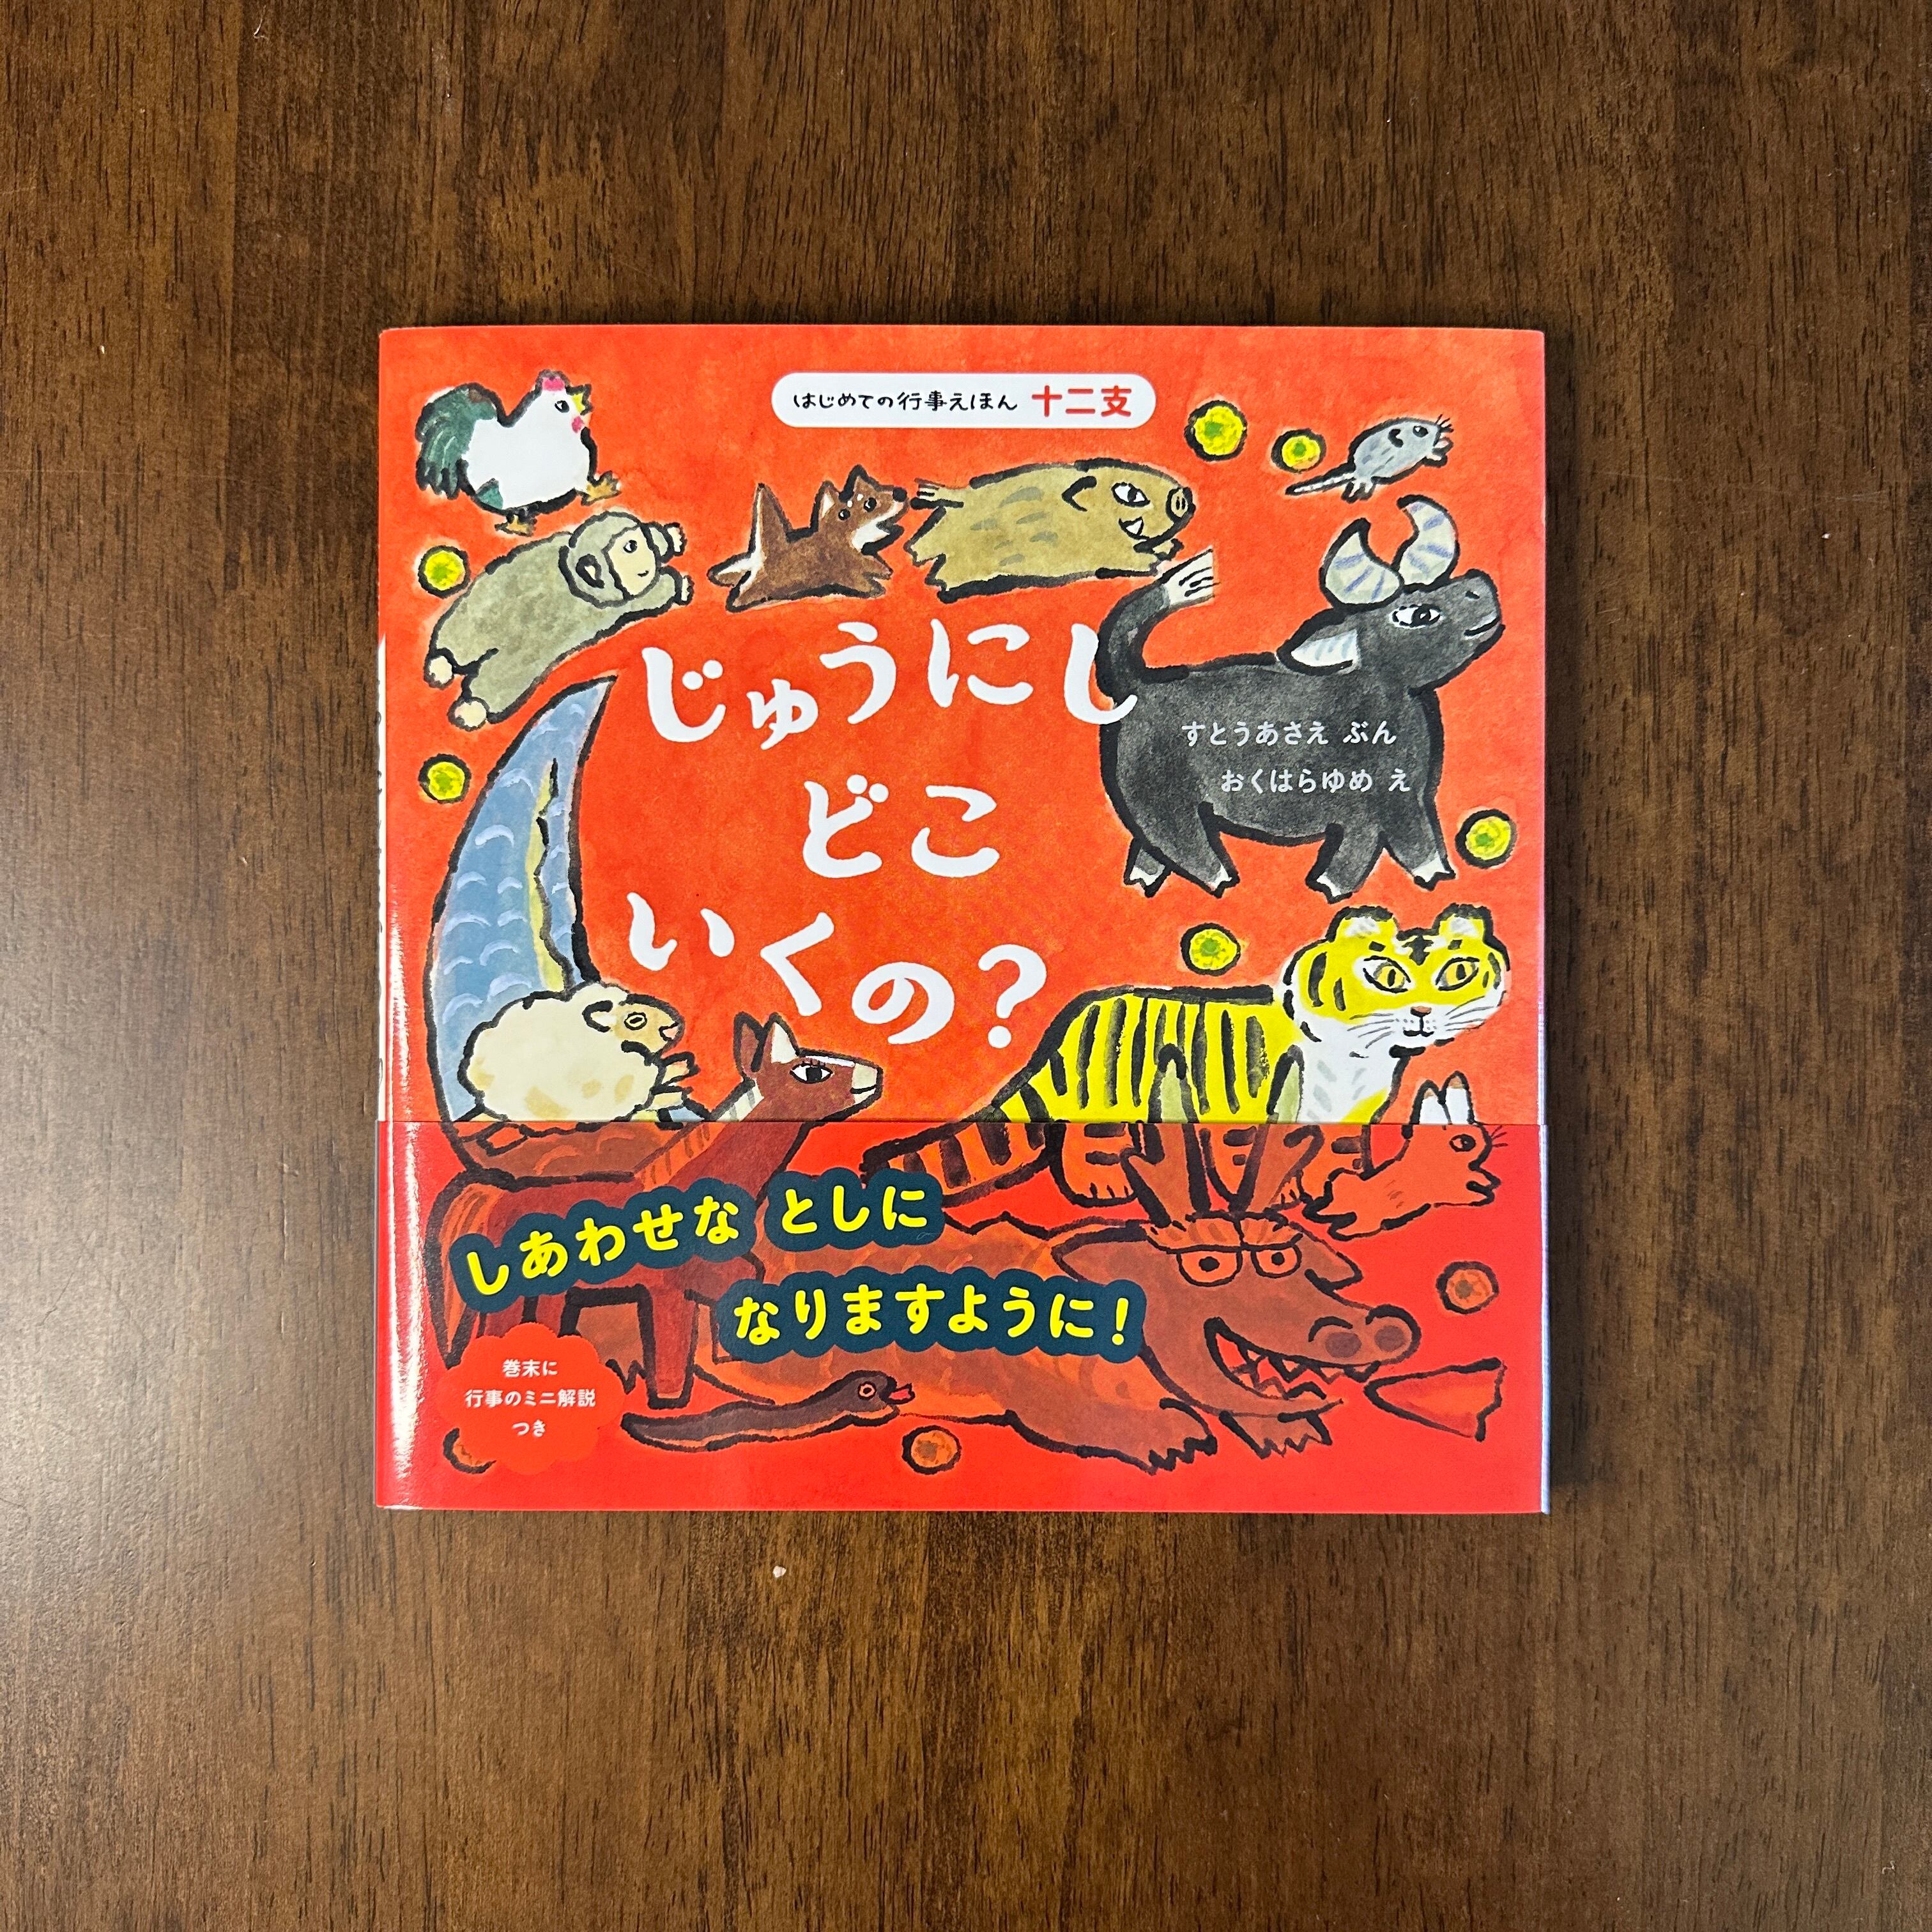 はじめての行事えほん 十二支
じゅうにし
どこ
いくの?
すとうあさえ ぶん
おくはらゆめ え
しあわせな としに
なりますように!
巻末に
行事のミニ解説
つき